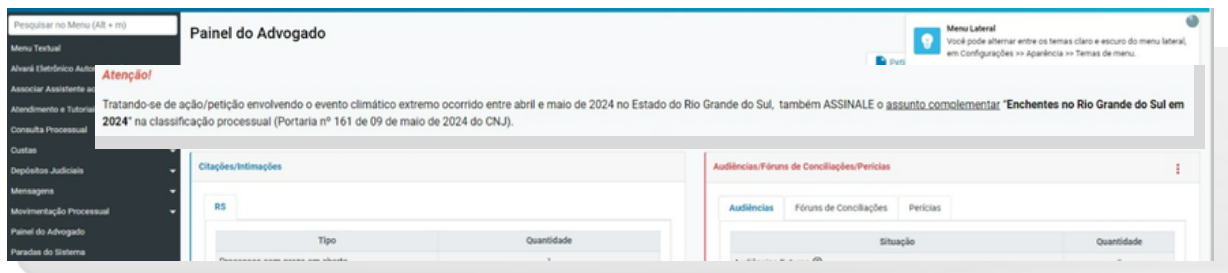 Pesquisar no Menu (Alt + m)
Menu Textual
Alvará Eletrônico
Associar Assistente
Atendimento e
Consulta Processual
Custas
Depósitos Judiciais
Mensagens
Movimentação Processual
Painel do Advogado
Paradas do Sistema
Painel do Advogado
Menu Lateral
Você pode alternar entre os temas claro e escuro do menu lateral,
em Configurações >> Aparência >> Temas de menu.
Atenção!
Tratando-se de ação/petição envolvendo o evento climático extremo ocorrido entre abril e maio de 2024 no Estado do Rio Grande do Sul, também ASSINALE o assunto complementar "Enchentes no Rio Grande do Sul em
2024" na classificação processual (Portaria nº 161 de 09 de maio de 2024 do CNJ).
Citações/Intimações
RS
Tipo Quantidade
Audiências/Fóruns de Conciliações/Perícias
Audiências Fóruns de Conciliações Perícias
Situação Quantidade